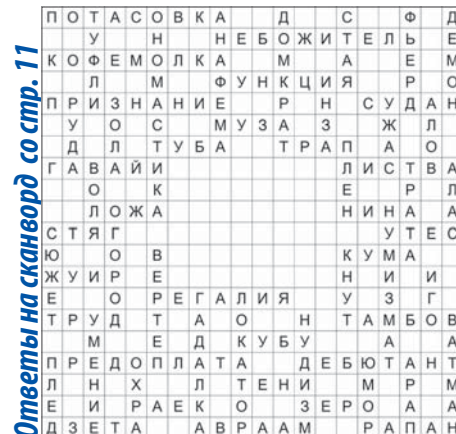 Ответы на сканворд со стр. 11
ПОТАСОВКА Д С Ф Д
У Н НЕБОЖИТЕЛЬ Е
КОФЕМОЛКА М А Е М
Л М ФУНКЦИЯ Р О
ПРИЗНАНИЕ Р Н СУДАН
У О С МУЗА З Ж Л
Д Л ТУБА ТРАП А О
ГАВАЙИ ЛИСТВА
О К Е Р Л
ЛОЖА НИНА А
СТЯГ УТЕС
Ю О В КУМА
ЖУИР Е Н И И
Е О РЕГАЛИЯ У З Г
ТРУД Т А О Н ТАМБОВ
М Е Д КУБУ А А
ПРЕДОПЛАТА ДЕБЮТАНТ
Л Н Х Л ТЕНИ М Р М
Е И РАЕК О ЗЕРО А А
ДЗЕТА АВРААМ РАПАН